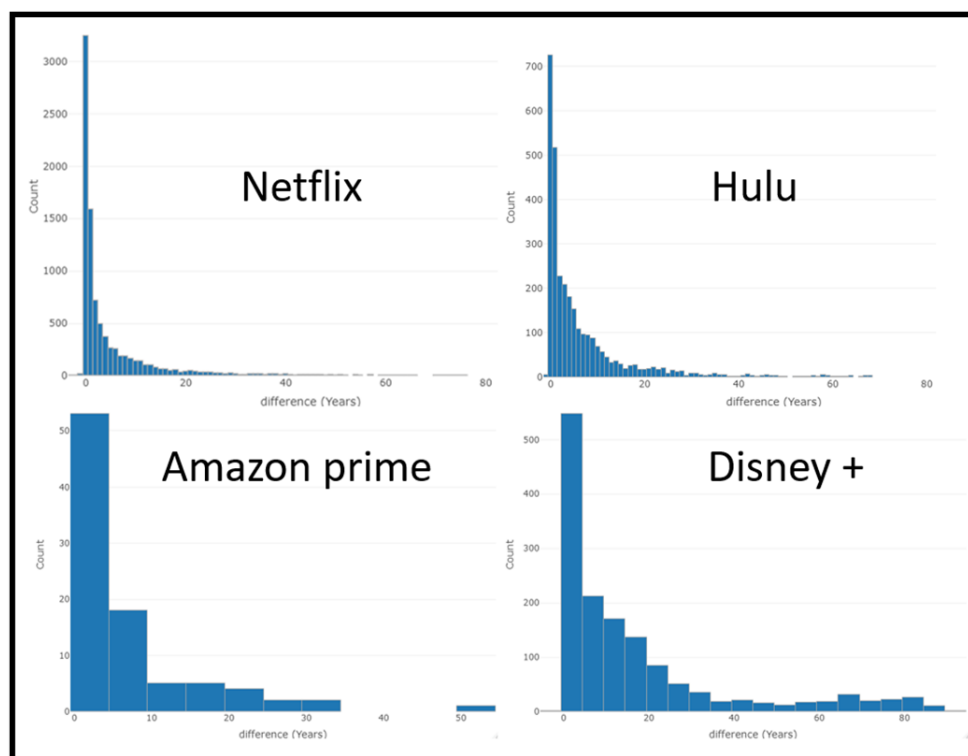 3000
2500
2000
1500
1000
500
0
Count
Netflix
0 20 40 60 80
difference (Years)
700
600
500
400
300
200
100
0
Count
Hulu
0 20 40 60 80
difference (Years)
50
40
30
20
10
0
Count
Amazon prime
0 10 20 30 40 50
difference (Years)
500
400
300
200
100
0
Count
Disney +
0 20 40 60 80
difference (Years)